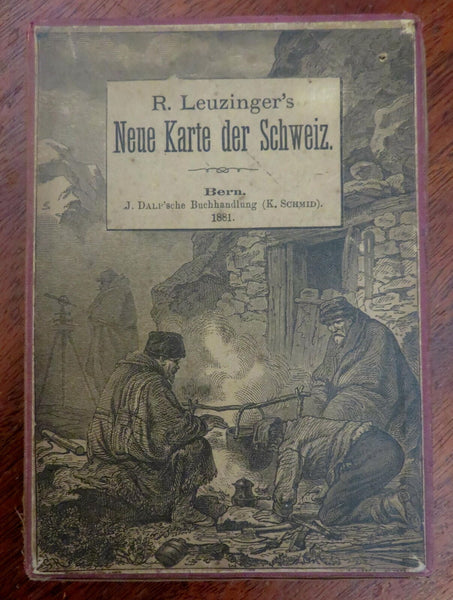 R. Leuzinger's
Neue Karte der Schweiz.
Bern.
J. Dalp'sche Buchhandlung (K. Schmid).
1881.